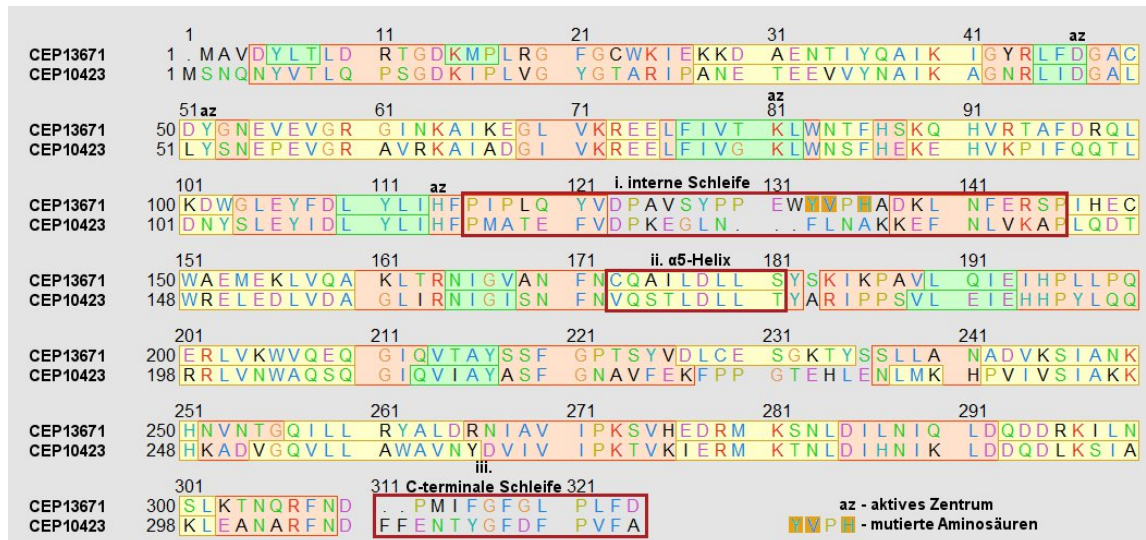 1 11 21 31 41 az
CEP13671 1 . MAVDYLTLD RTGDKMPLRG FGCWKIEKKD AENTIYQAIK IGYRLFDGAC
CEP10423 1 MSNQNYVTLQ PSGDKIPLVG YGTARIPANE TEEVVYNAIK AGNRLIDGAL
51 az 61 71 az 81 91
CEP13671 50 DYGNEVEVGR GINKAIKEGL VKREELFIVT KLWNTFHSKQ HVRTAFDRQL
CEP10423 51 LYSNEPEVGR AVRKAIADGI VKREELFIVG KLWNSFHEKE HVKPIFQQTL
101 111 az 121 i. interne Schleife 131 141
CEP13671 100 KDWGLEYFDL YLIHFPIPLQ YVDPAVSYPP EWYVPHADKL NFERSPIHEC
CEP10423 101 DNYSLEYIDL YLIHFPMATE FVDPKEGLN. ..FLNAKKEF NLVKAPLQDT
151 161 171 ii. α5-Helix 181 191
CEP13671 150 WAEMEKLVQA KLTRNIGVAN FNCQAILDLL SYSKIKPAVL QIEIHPLLPQ
CEP10423 148 WRELEDLVDA GLIRNIGISN FNVQSTLDLL TYARIPPSVL EIEHHPYLQQ
201 211 221 231 241
CEP13671 200 ERLVKWVQEQ GIQVTAYSSF GPTSYVDLCE SGKTYSSLLA NADVKSIANK
CEP10423 198 RRLVNWAQSQ GIQVIAYASF GNAVFEKFPP GTEHLENLMK HPVIVSIAKK
251 261 271 281 291
CEP13671 250 HNVNTGQILL RYALDRNIAV IPKSVHEDRM KSNLDILNIQ LDQDDRKILN
CEP10423 248 HKADVGQVLL AWAVNYDVIV IPKTVKIERM KTNLDIHNIK LDDQDLKSIA
301 iii. 311 C-terminale Schleife 321
CEP13671 300 SLKTNQRFND ..PMIFGFGL PLFD
CEP10423 298 KLEANARFND FFENTYGFDF PVFA
az - aktives Zentrum
YVPH - mutierte Aminosäuren